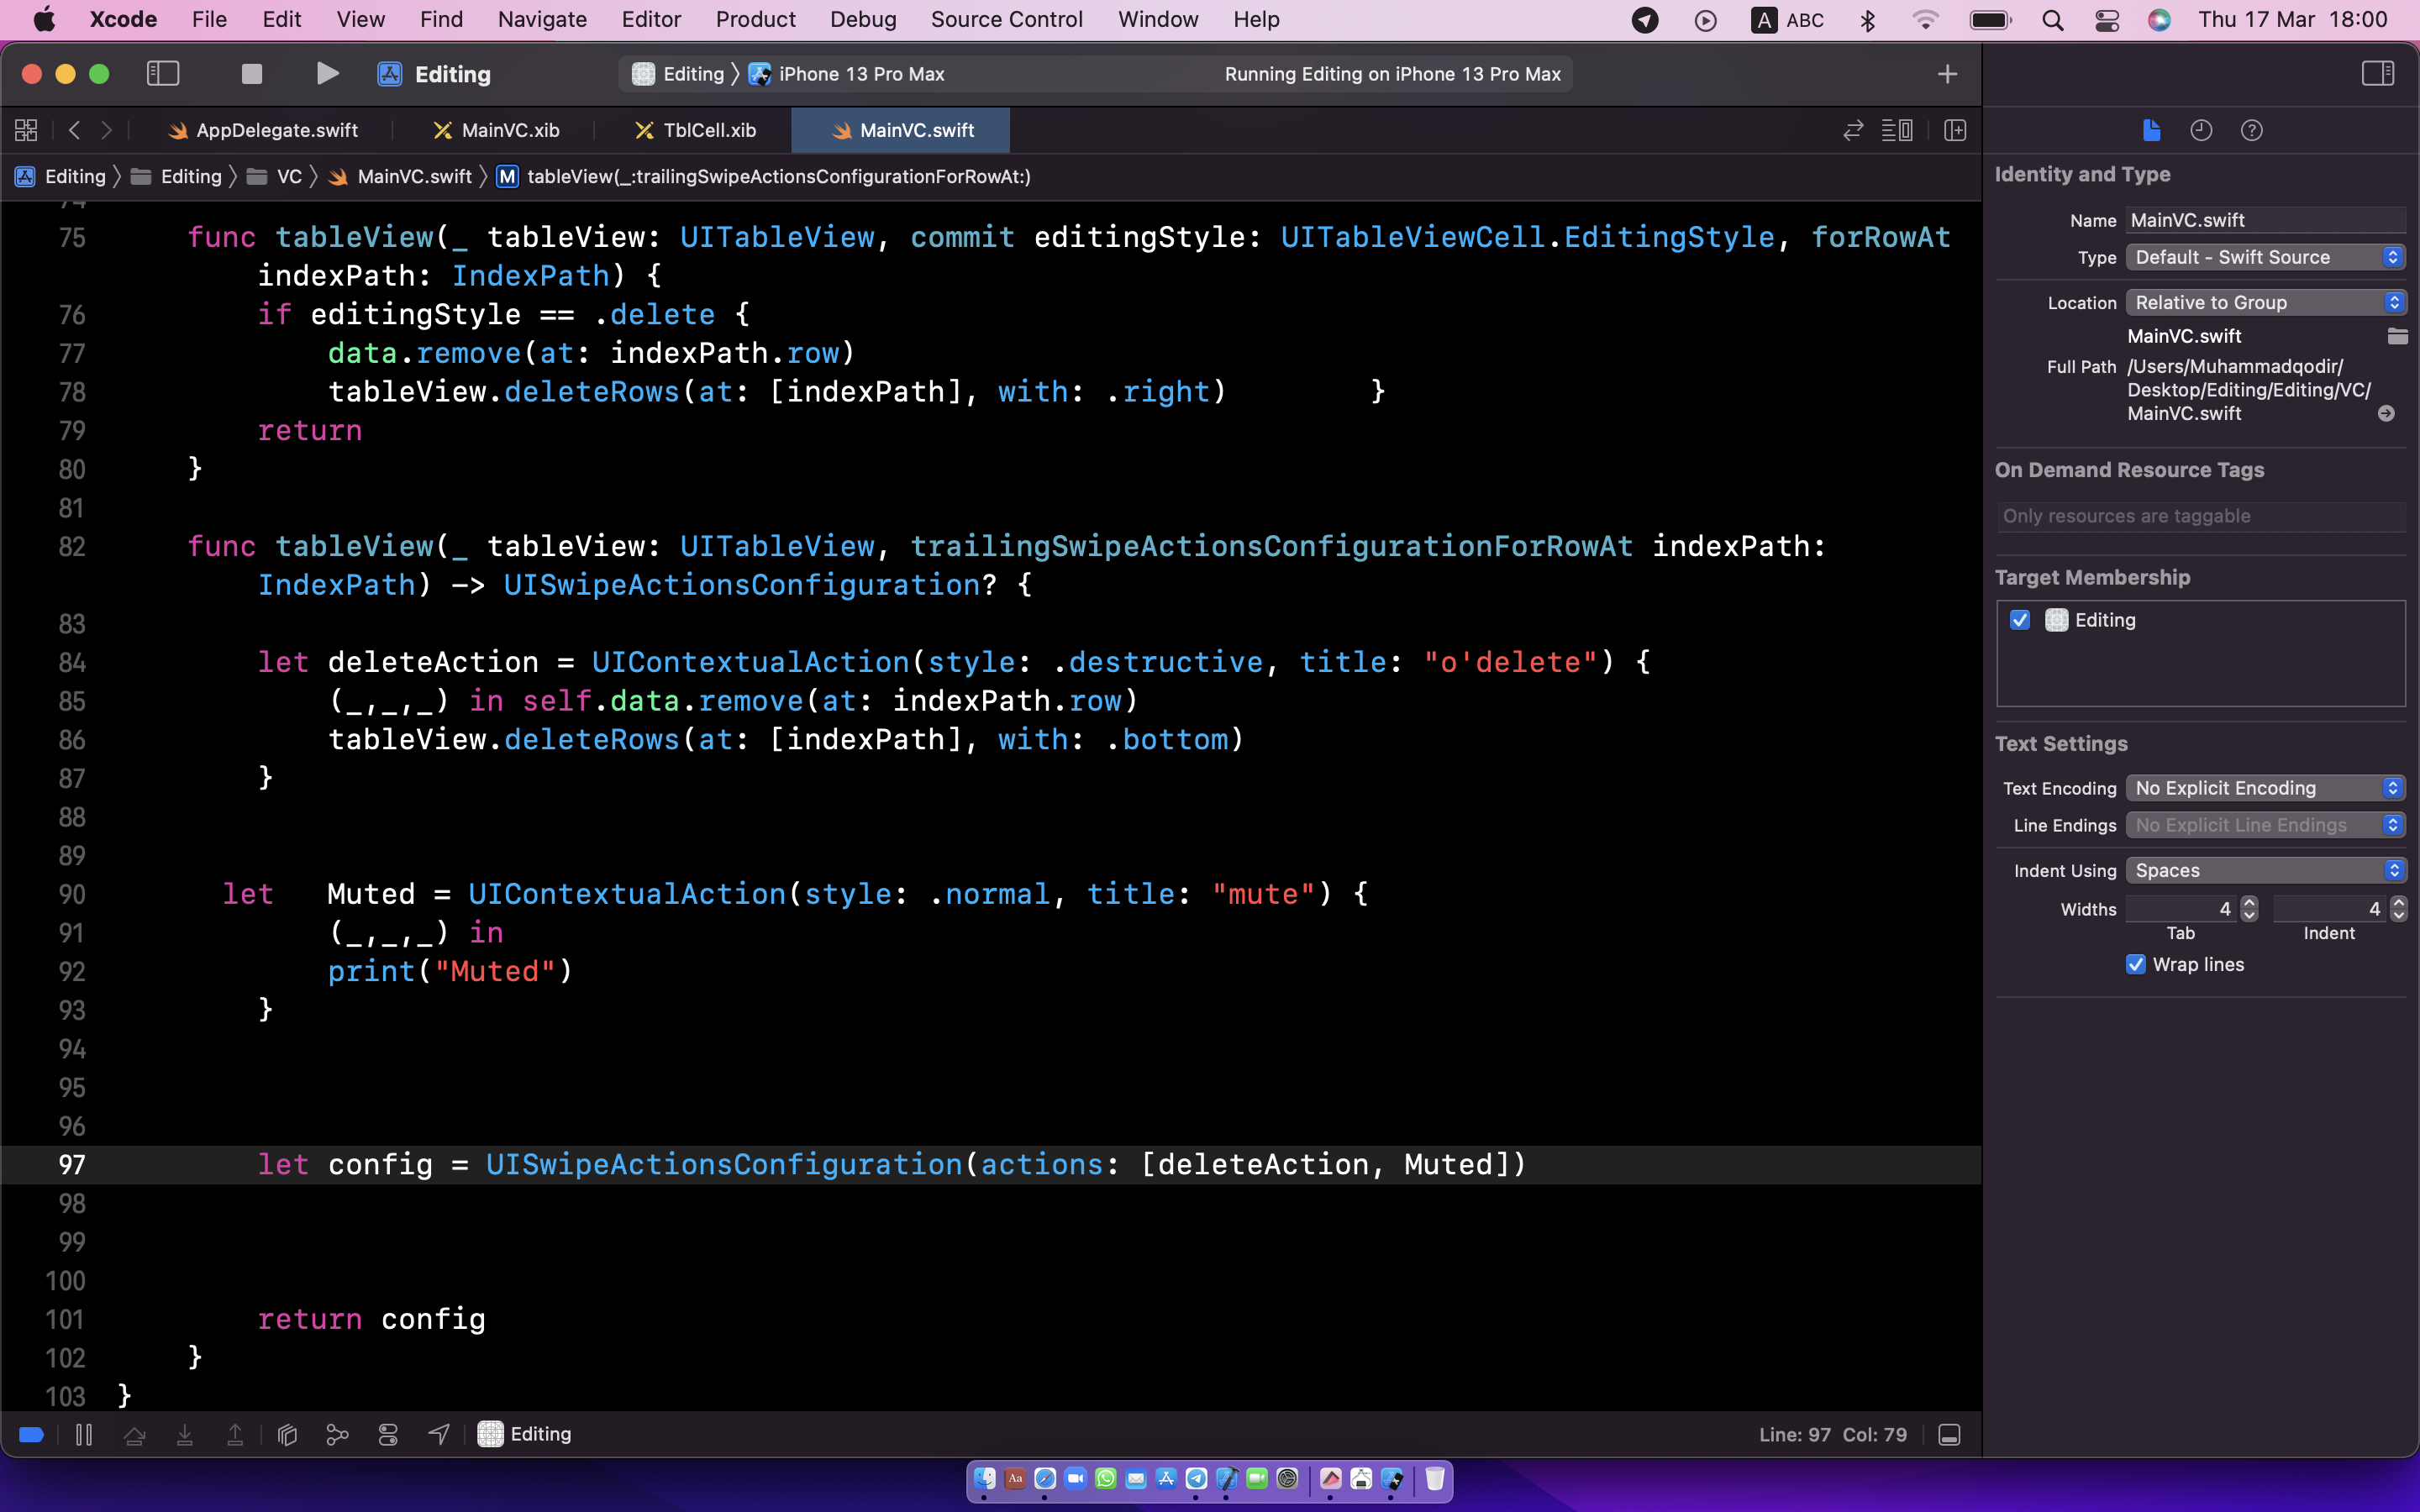 Xcode File Edit View Find Navigate Editor Product Debug Source Control Window Help A ABC Thu 17 Mar 18:00
Editing Editing 〉 iPhone 13 Pro Max Running Editing on iPhone 13 Pro Max
AppDelegate.swift MainVC.xib TblCell.xib MainVC.swift
Editing 〉 Editing 〉 VC 〉 MainVC.swift 〉 M tableView(_:trailingSwipeActionsConfigurationForRowAt:)
74
75 func tableView(_ tableView: UITableView, commit editingStyle: UITableViewCell.EditingStyle, forRowAt
indexPath: IndexPath) {
76 if editingStyle == .delete {
77 data.remove(at: indexPath.row)
78 tableView.deleteRows(at: [indexPath], with: .right) }
79 return
80 }
81
82 func tableView(_ tableView: UITableView, trailingSwipeActionsConfigurationForRowAt indexPath:
IndexPath) -> UISwipeActionsConfiguration? {
83
84 let deleteAction = UIContextualAction(style: .destructive, title: "o'delete") {
85 (_,_,_) in self.data.remove(at: indexPath.row)
86 tableView.deleteRows(at: [indexPath], with: .bottom)
87 }
88
89
90 let Muted = UIContextualAction(style: .normal, title: "mute") {
91 (_,_,_) in
92 print("Muted")
93 }
94
95
96
97 let config = UISwipeActionsConfiguration(actions: [deleteAction, Muted])
98
99
100
101 return config
102 }
103 }
Editing Line: 97 Col: 79
Identity and Type
Name MainVC.swift
Type Default - Swift Source
Location Relative to Group
MainVC.swift
Full Path /Users/Muhammadqodir/
Desktop/Editing/Editing/VC/
MainVC.swift
On Demand Resource Tags
Only resources are taggable
Target Membership
Editing
Text Settings
Text Encoding No Explicit Encoding
Line Endings No Explicit Line Endings
Indent Using Spaces
Widths 4 4
Tab Indent
Wrap lines
Aa